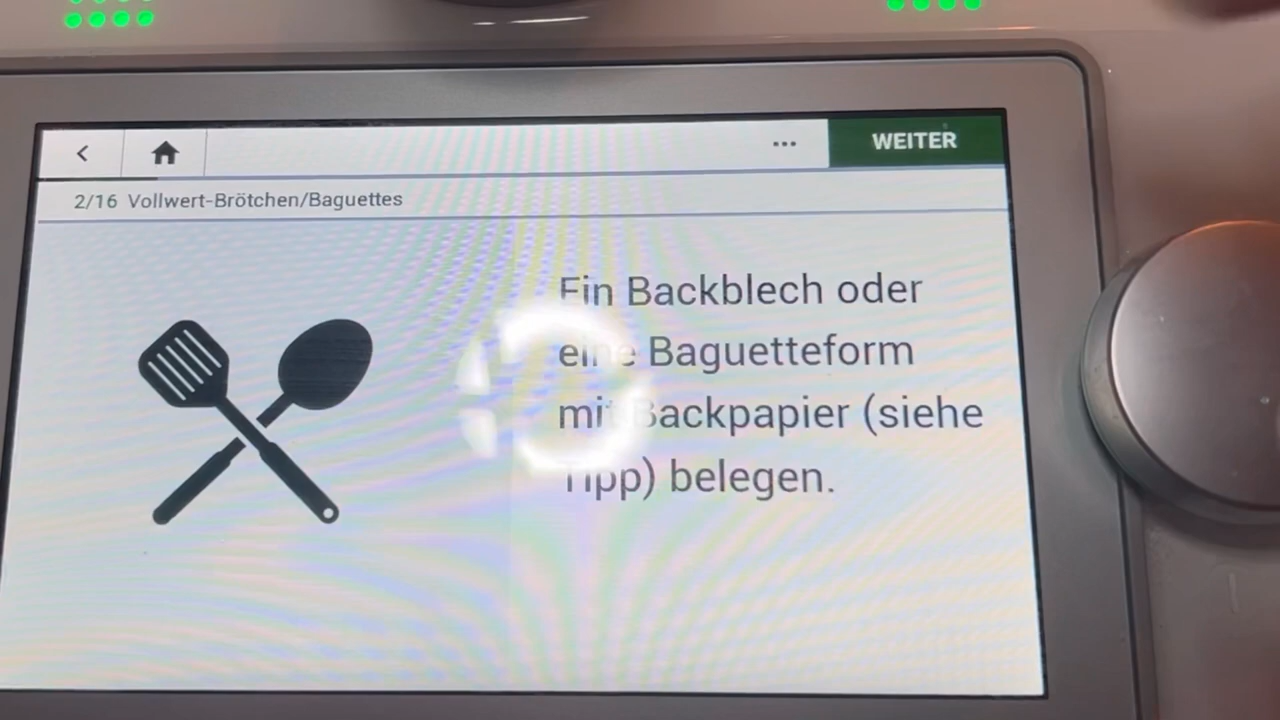 WEITER
2/16 Vollwert-Brötchen/Baguettes
Ein Backblech oder
eine Baguetteform
mit Backpapier (siehe
Tipp) belegen.